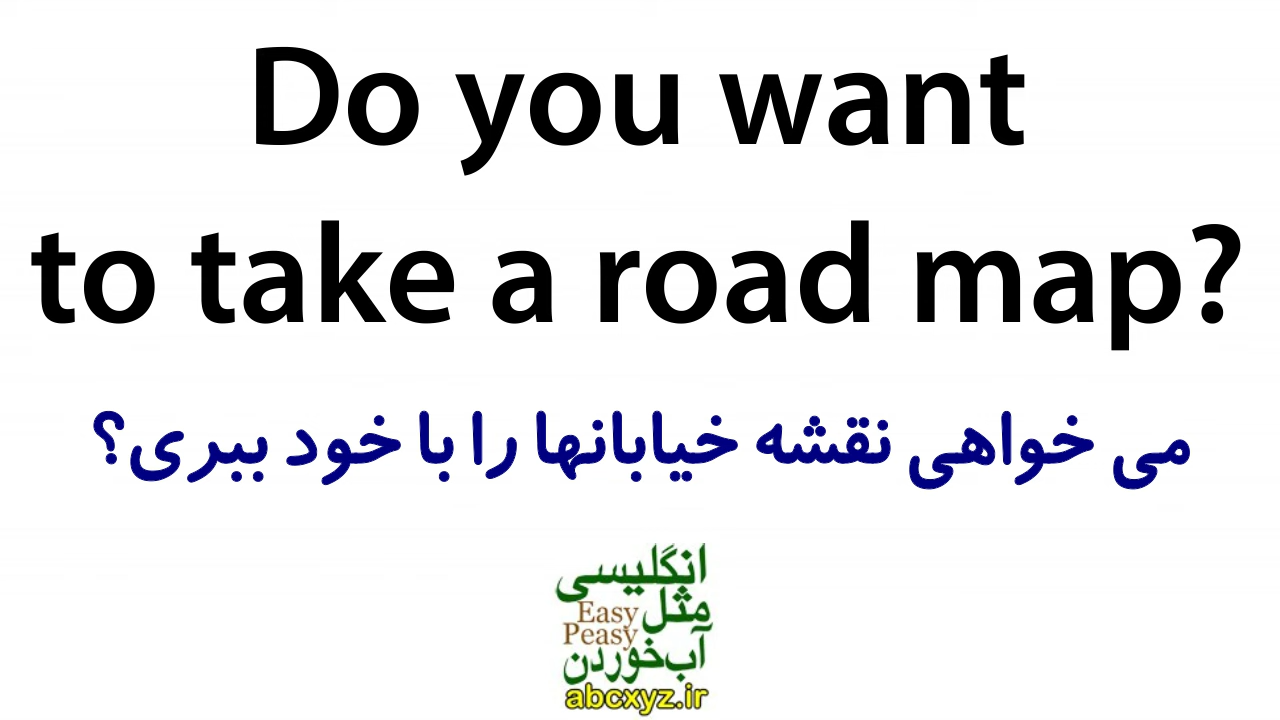 Do you want
to take a road map?
می خواهی نقشه خیابانها را با خود ببری؟
انگلیسی
مثل
Easy
Peasy
آب‌خوردن
abcxyz.ir